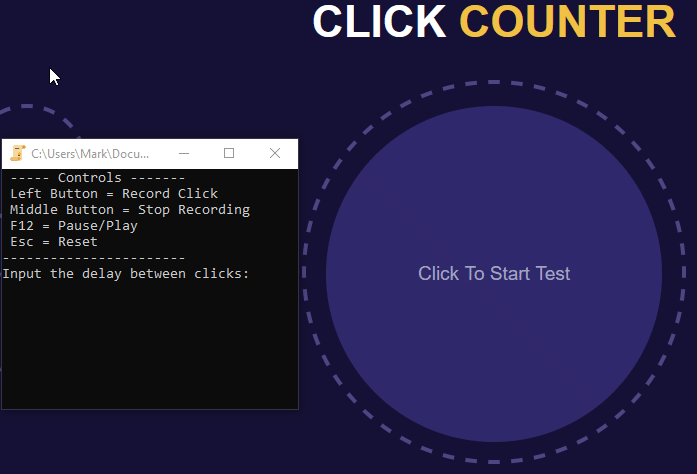 CLICK COUNTER
C:\Users\Mark\Docu...
----- Controls -------
Left Button = Record Click
Middle Button = Stop Recording
F12 = Pause/Play
Esc = Reset
-----------------------
Input the delay between clicks:
Click To Start Test